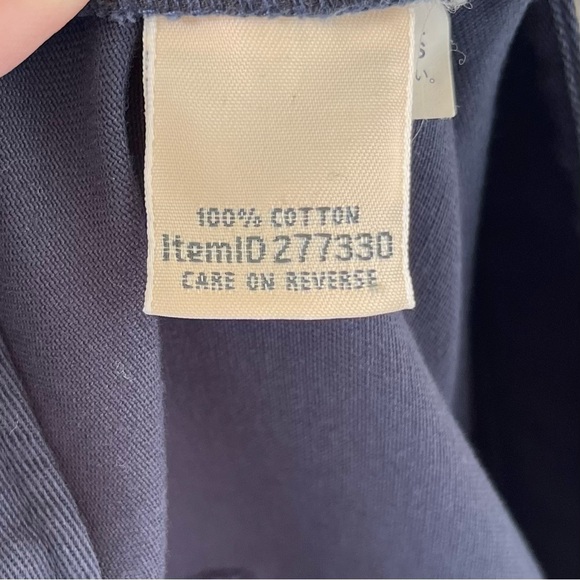 100% COTTON
ItemID 277330
CARE ON REVERSE